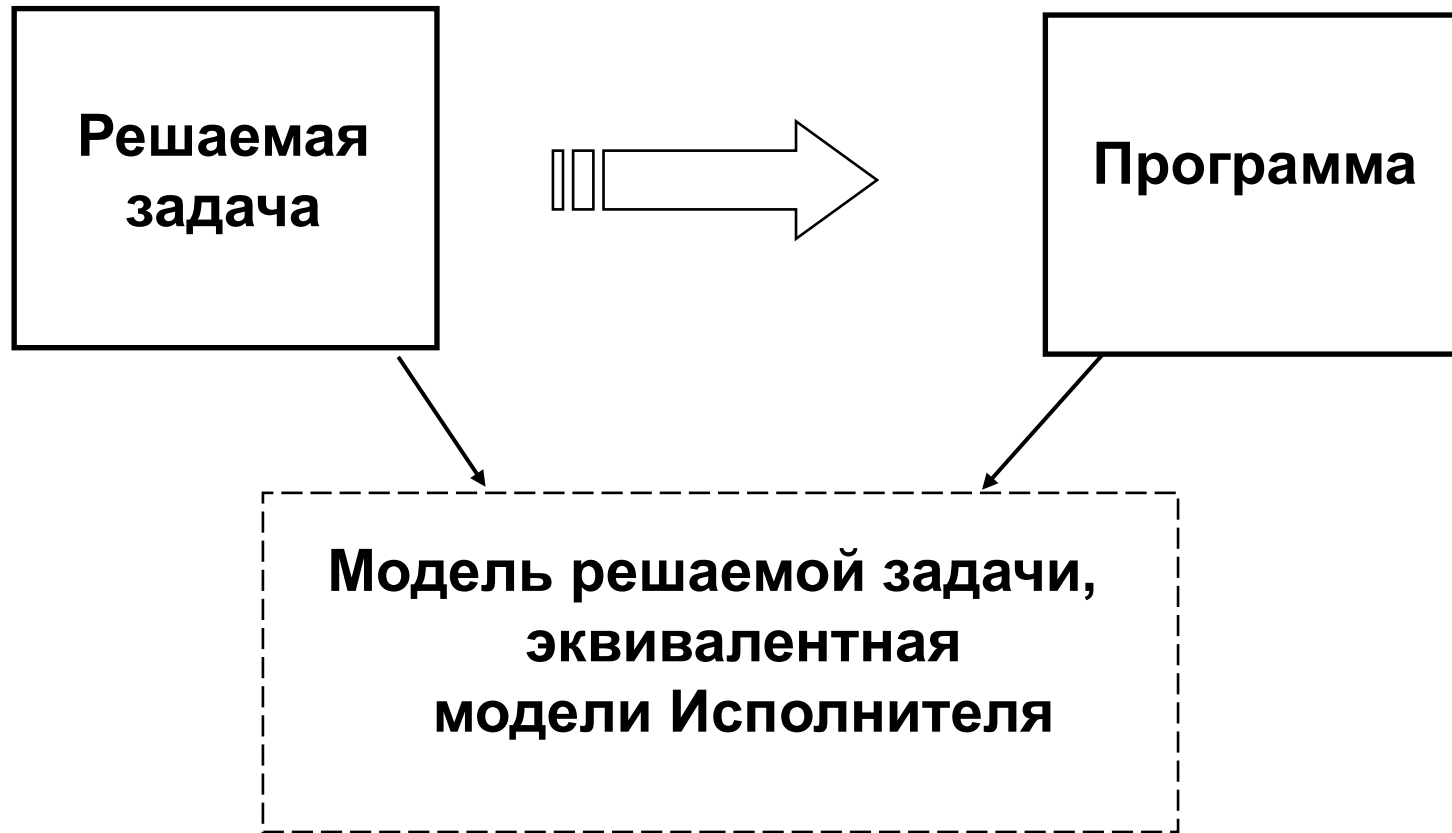 Решаемая
задача
Программа
Модель решаемой задачи,
эквивалентная
модели Исполнителя